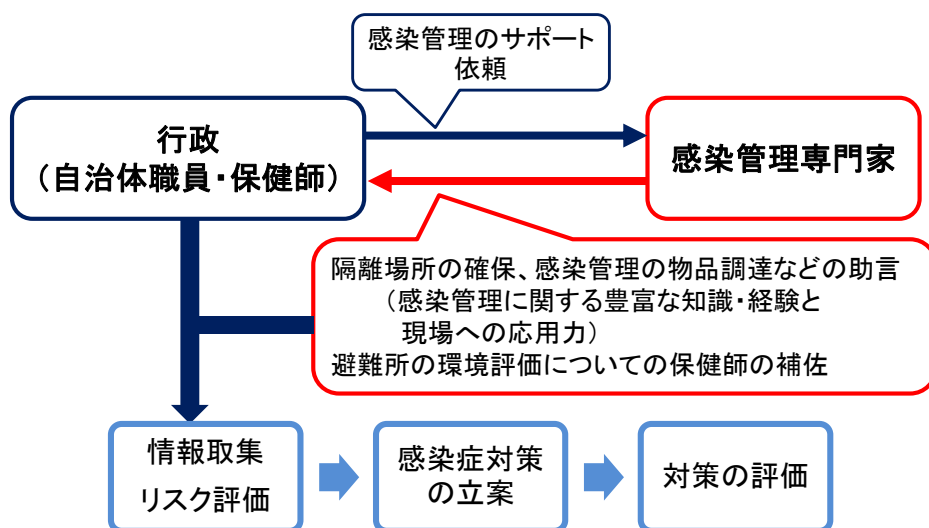 感染管理のサポート
依頼
行政
（自治体職員・保健師）
感染管理専門家
隔離場所の確保、感染管理の物品調達などの助言
（感染管理に関する豊富な知識・経験と
現場への応用力）
避難所の環境評価についての保健師の補佐
情報取集
リスク評価
感染症対策
の立案
対策の評価